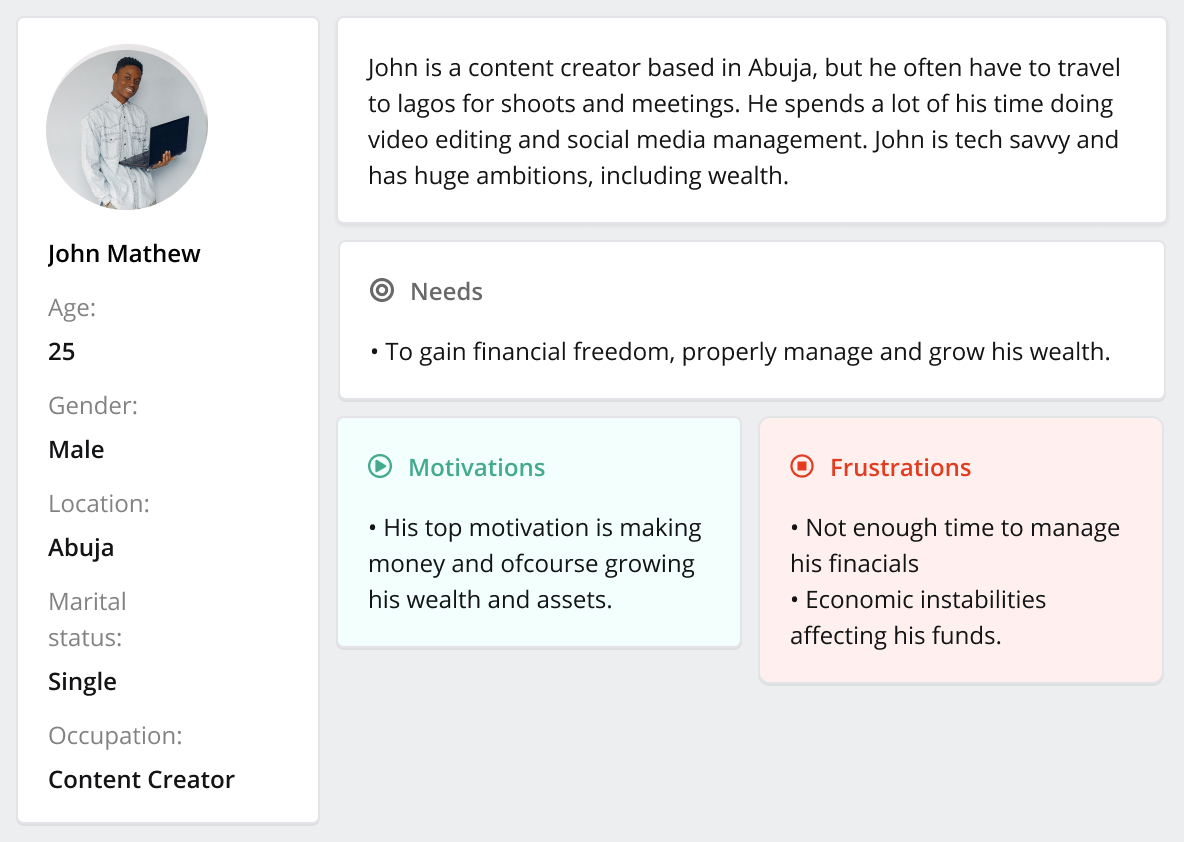 John Mathew
Age:
25
Gender:
Male
Location:
Abuja
Marital
status:
Single
Occupation:
Content Creator
John is a content creator based in Abuja, but he often have to travel
to lagos for shoots and meetings. He spends a lot of his time doing
video editing and social media management. John is tech savvy and
has huge ambitions, including wealth.
Needs
• To gain financial freedom, properly manage and grow his wealth.
Motivations
• His top motivation is making
money and ofcourse growing
his wealth and assets.
Frustrations
• Not enough time to manage
his finacials
• Economic instabilities
affecting his funds.